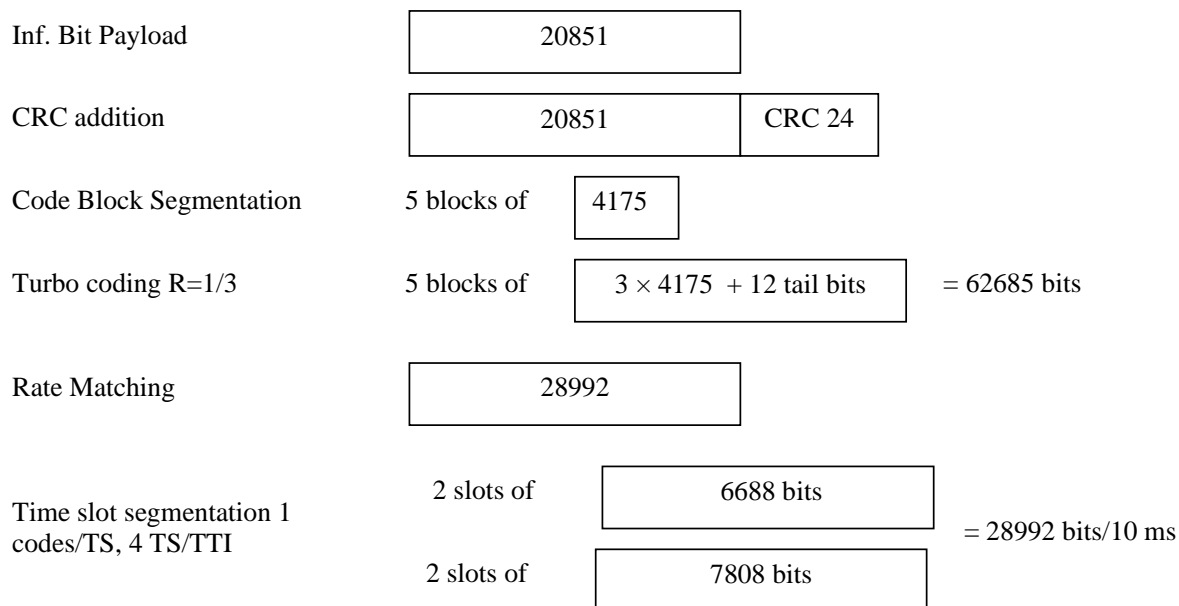 Inf. Bit Payload 20851
CRC addition 20851 CRC 24
Code Block Segmentation 5 blocks of 4175
Turbo coding R=1/3 5 blocks of 3 × 4175 + 12 tail bits = 62685 bits
Rate Matching 28992
2 slots of 6688 bits
Time slot segmentation 1
codes/TS, 4 TS/TTI
= 28992 bits/10 ms
2 slots of 7808 bits